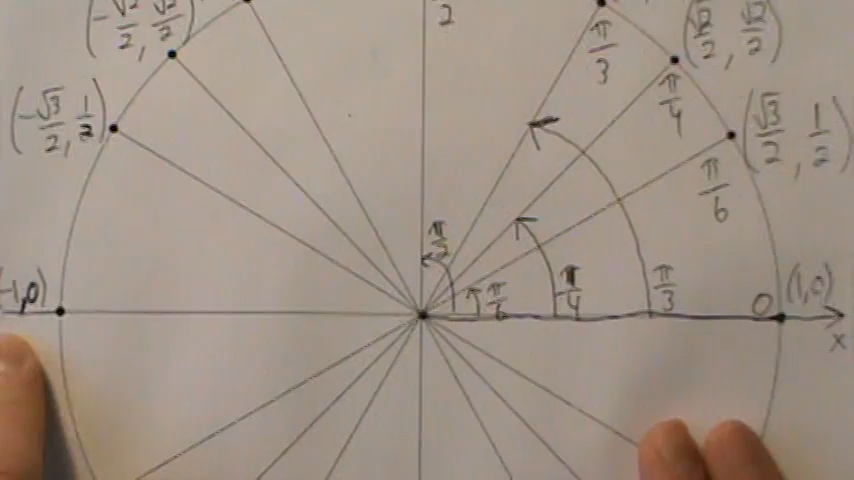 (-√2/2, √2/2)
2
π/3
(√2/2, √2/2)
(-√3/2, 1/2)
π/4
(√3/2, 1/2)
π/6
π/2
-1,0)
π/6
π/4
π/3
0
(1,0)
x